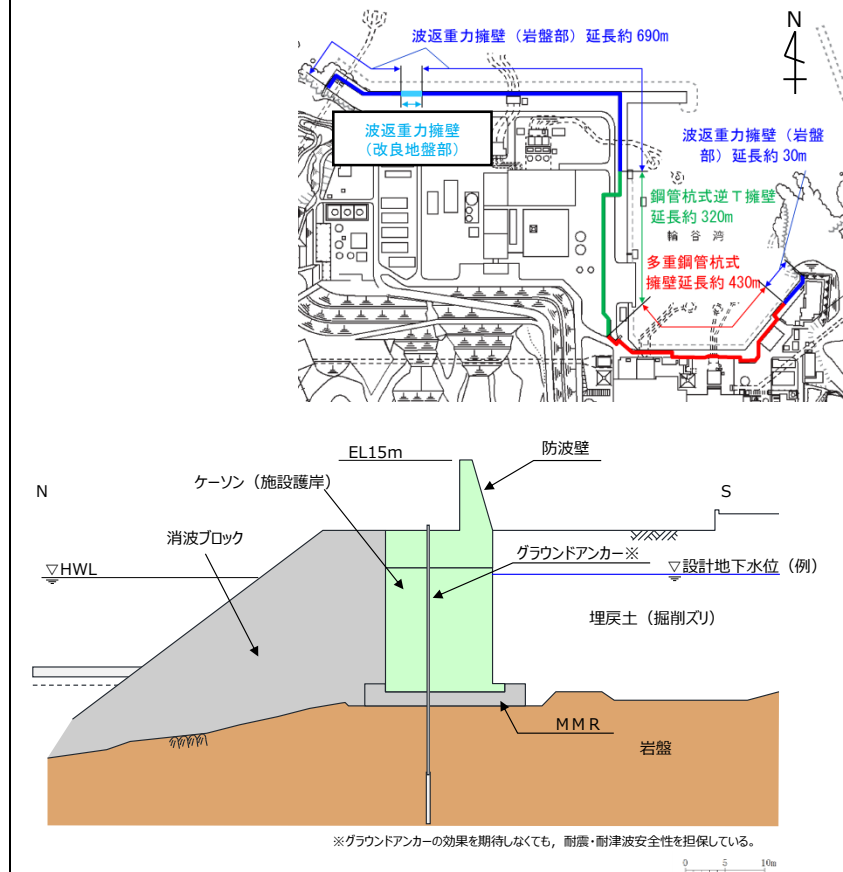 波返重力擁壁（岩盤部）延長約 690m
N
波返重力擁壁
（改良地盤部）
波返重力擁壁（岩盤
部）延長約 30m
鋼管杭式逆T擁壁
延長約 320m
輪谷湾
多重鋼管杭式
擁壁延長約 430m
EL15m
防波壁
N
ケーソン（施設護岸）
S
消波ブロック
グラウンドアンカー※
▽HWL
▽設計地下水位（例）
埋戻土（掘削ズリ）
MMR
岩盤
※グラウンドアンカーの効果を期待しなくても，耐震・耐津波安全性を担保している。
0 5 10m